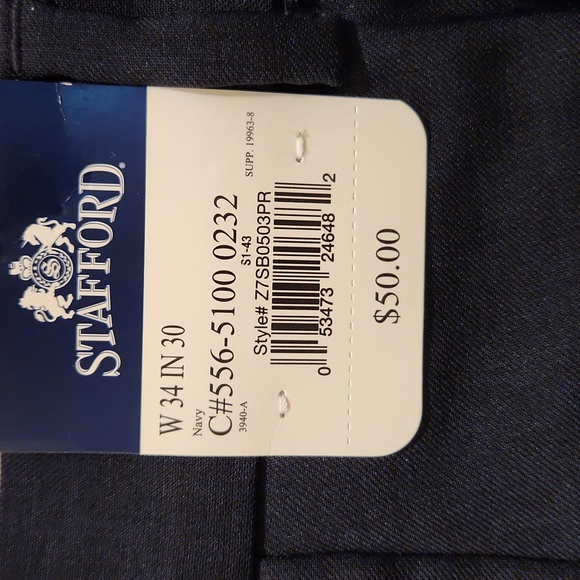 STAFFORD®
W 34 IN 30
Navy
C#556-5100 0232
3940-A
S1-43
SUPP. 19963-8
Style# Z7SB0503PR
0 53473 24648 2
$50.00